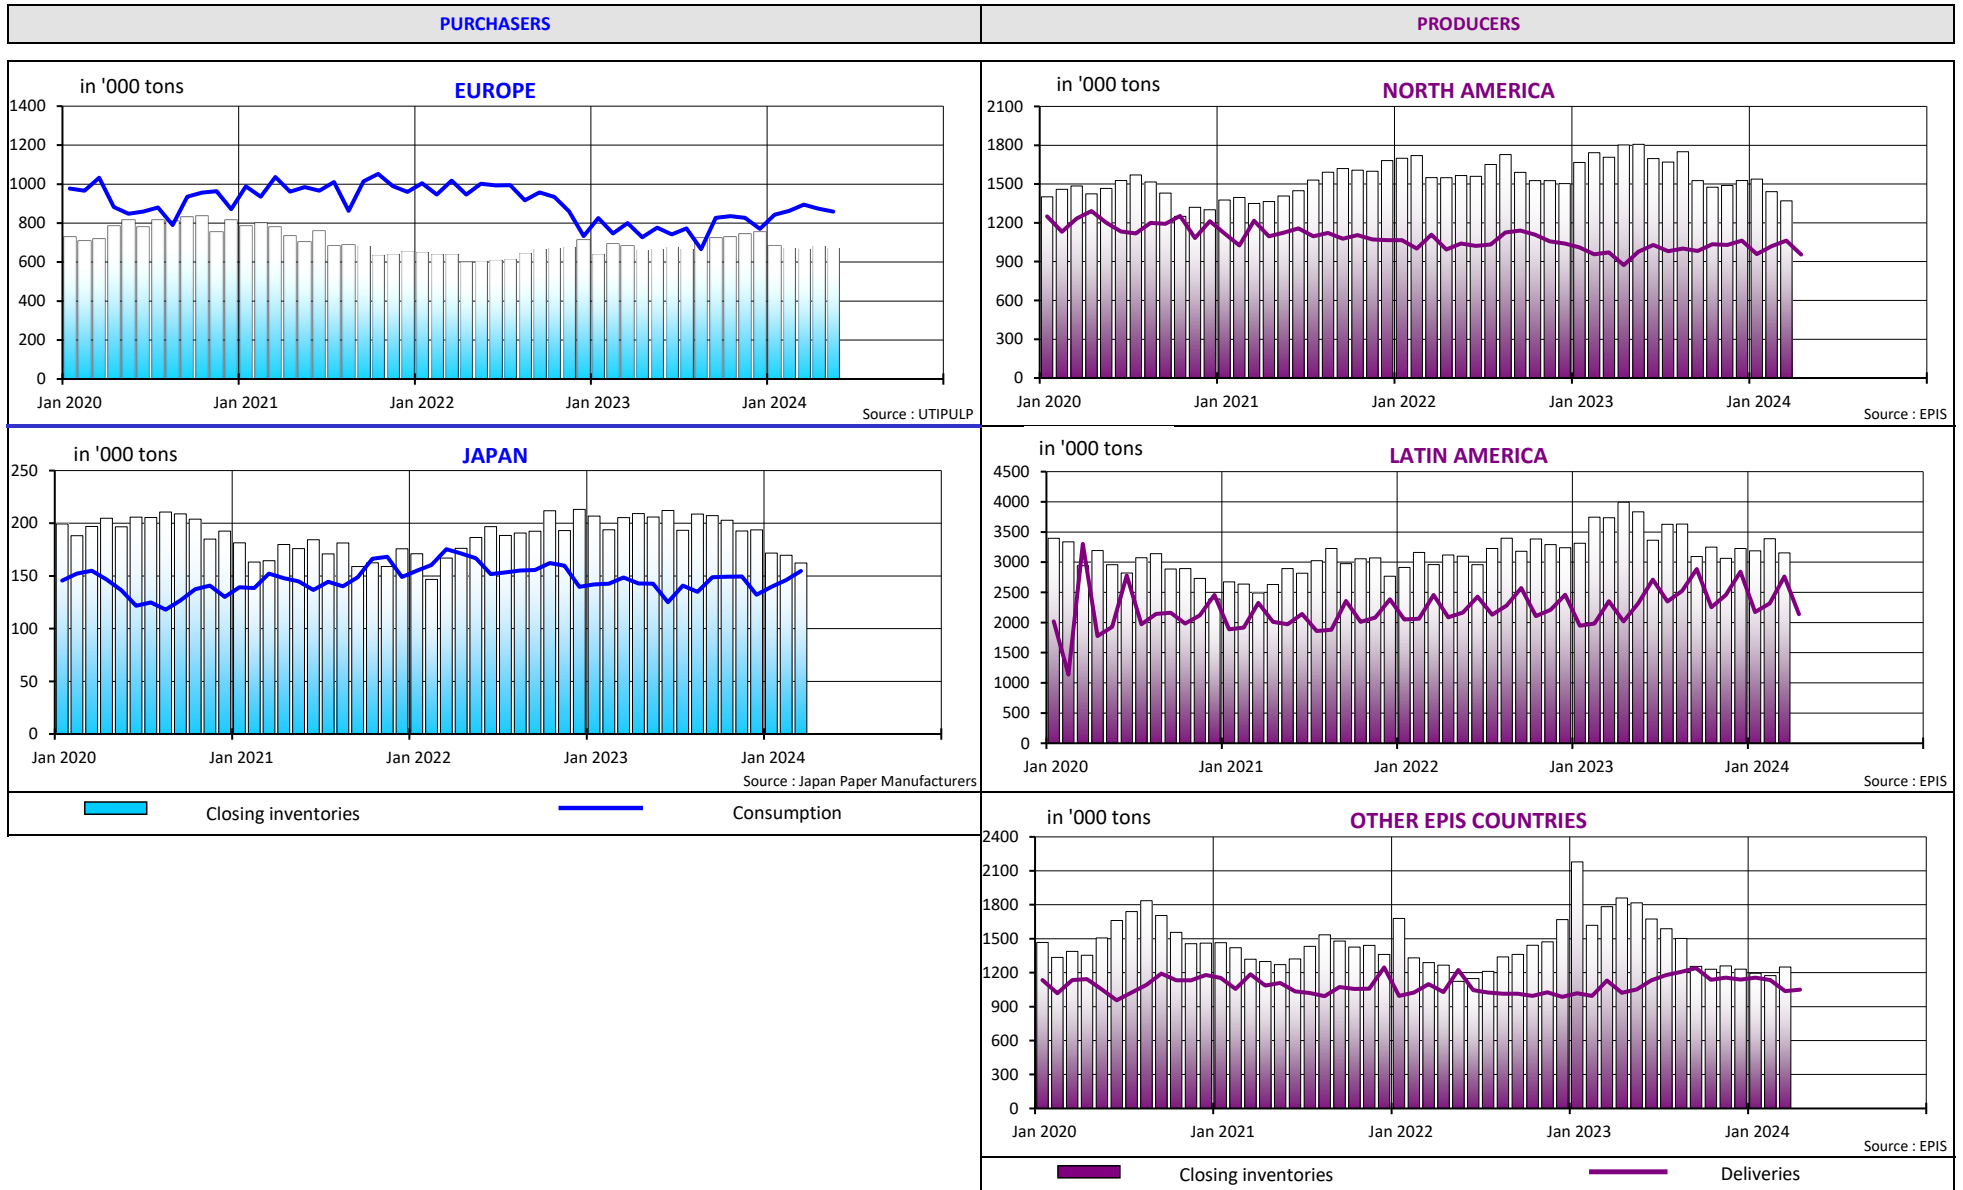 PURCHASERS
PRODUCERS
in '000 tons
EUROPE
1400
1200
1000
800
600
400
200
0
Jan 2020
Jan 2021
Jan 2022
Jan 2023
Jan 2024
Source : UTIPULP
in '000 tons
NORTH AMERICA
2100
1800
1500
1200
900
600
300
0
Jan 2020
Jan 2021
Jan 2022
Jan 2023
Jan 2024
Source : EPIS
in '000 tons
JAPAN
250
200
150
100
50
0
Jan 2020
Jan 2021
Jan 2022
Jan 2023
Jan 2024
Source : Japan Paper Manufacturers
Closing inventories
Consumption
in '000 tons
LATIN AMERICA
4500
4000
3500
3000
2500
2000
1500
1000
500
0
Jan 2020
Jan 2021
Jan 2022
Jan 2023
Jan 2024
Source : EPIS
in '000 tons
OTHER EPIS COUNTRIES
2400
2100
1800
1500
1200
900
600
300
0
Jan 2020
Jan 2021
Jan 2022
Jan 2023
Jan 2024
Source : EPIS
Closing inventories
Deliveries